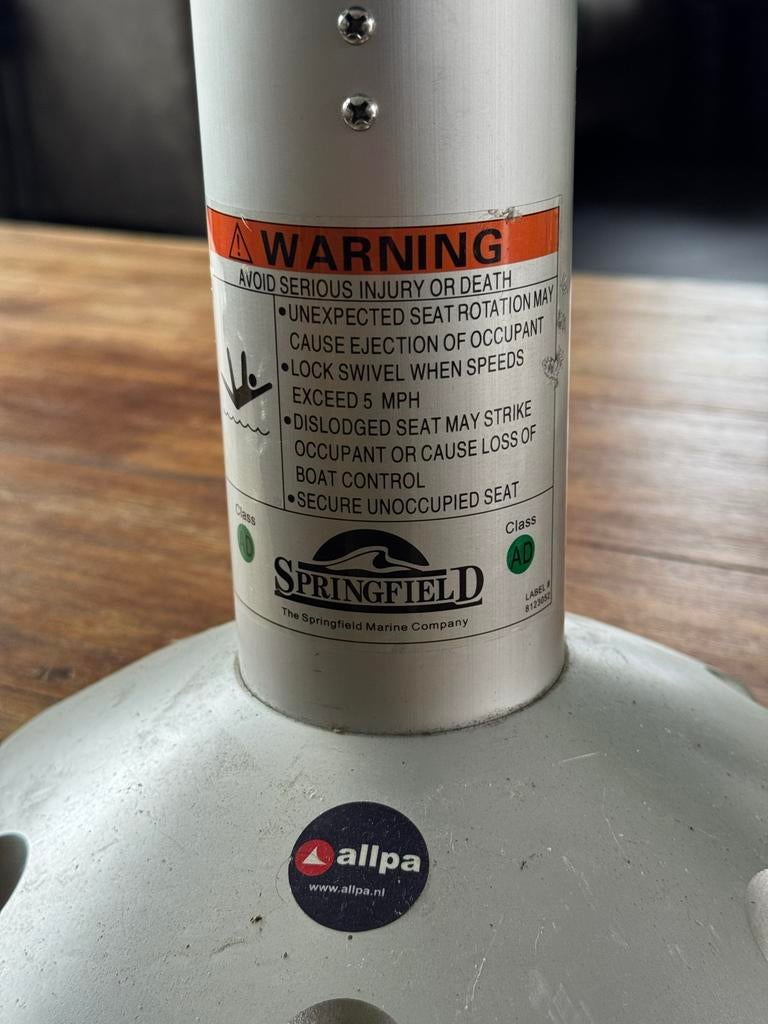 WARNING
AVOID SERIOUS INJURY OR DEATH
•UNEXPECTED SEAT ROTATION MAY
CAUSE EJECTION OF OCCUPANT
•LOCK SWIVEL WHEN SPEEDS
EXCEED 5 MPH
•DISLODGED SEAT MAY STRIKE
OCCUPANT OR CAUSE LOSS OF
BOAT CONTROL
•SECURE UNOCCUPIED SEAT
Class
AD
SPRINGFIELD
The Springfield Marine Company
Class
AD
LABEL #
8123052
allpa
www.allpa.nl